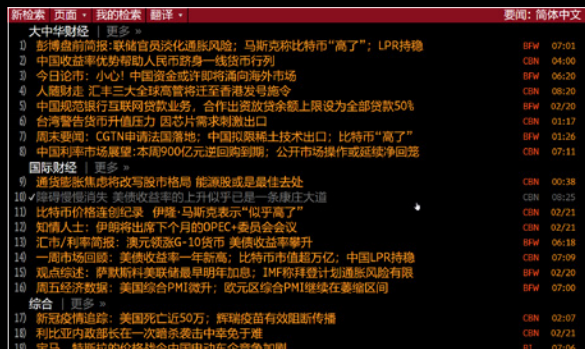 新检索 页面 · 我的检索 翻译 · 要闻: 简体中文
大中华财经 | 更多 »
1) 彭博盘前简报:联储官员淡化通胀风险；马斯克称比特币“高了”；LPR持稳 BFW 07:01
2) 中国收益率优势帮助人民币跻身一线货币行列 CBN 04:00
3) 今日论市: 小心! 中国资金或许即将涌向海外市场 BFW 06:20
4) 人随财走 汇丰三大全球高管将迁至香港发号施令 CBN 08:20
5) 中国规范银行互联网贷款业务，合作出资放贷余额上限设为全部贷款50% BFW 02/20
6) 台湾警告货币升值压力 因芯片需求刺激出口 CBN 01:17
7) 周末要闻: CGTN申请法国落地；中国拟限稀土技术出口；比特币“高了” BFW 01:26
8) 中国利率市场展望:本周900亿元逆回购到期；公开市场操作或延续净回笼 CBN 07:11
国际财经 | 更多 »
9) 通货膨胀焦虑将改写股市格局 能源股或是最佳去处 CBN 00:38
10) ✓障碍慢慢消失 美债收益率的上升似乎已是一条康庄大道 CBN 08:25
11) 比特币价格连创纪录 伊隆·马斯克表示“似乎高了” CBN 02/21
12) 知情人士: 伊朗将出席下个月的OPEC+委员会会议 CBN 02/21
13) 汇市/利率简报: 澳元领涨G-10货币 美债收益率攀升 BFW 06:18
14) 一周市场回顾: 美债收益率一年新高；比特币市值超万亿；中国LPR持稳 CBN 07:09
15) 观点综述: 萨默斯料美联储最早明年加息；IMF称拜登计划通胀风险有限 BFW 07:20
16) 周五经济数据: 美国综合PMI微升；欧元区综合PMI继续在萎缩区间 BFW 07:00
综合 | 更多 »
17) 新冠疫情追踪: 美国死亡近50万；辉瑞疫苗有效阻断传播 CBN 02:07
18) 利比亚内政部长在一次暗杀袭击中幸免于难 CBN 02/21